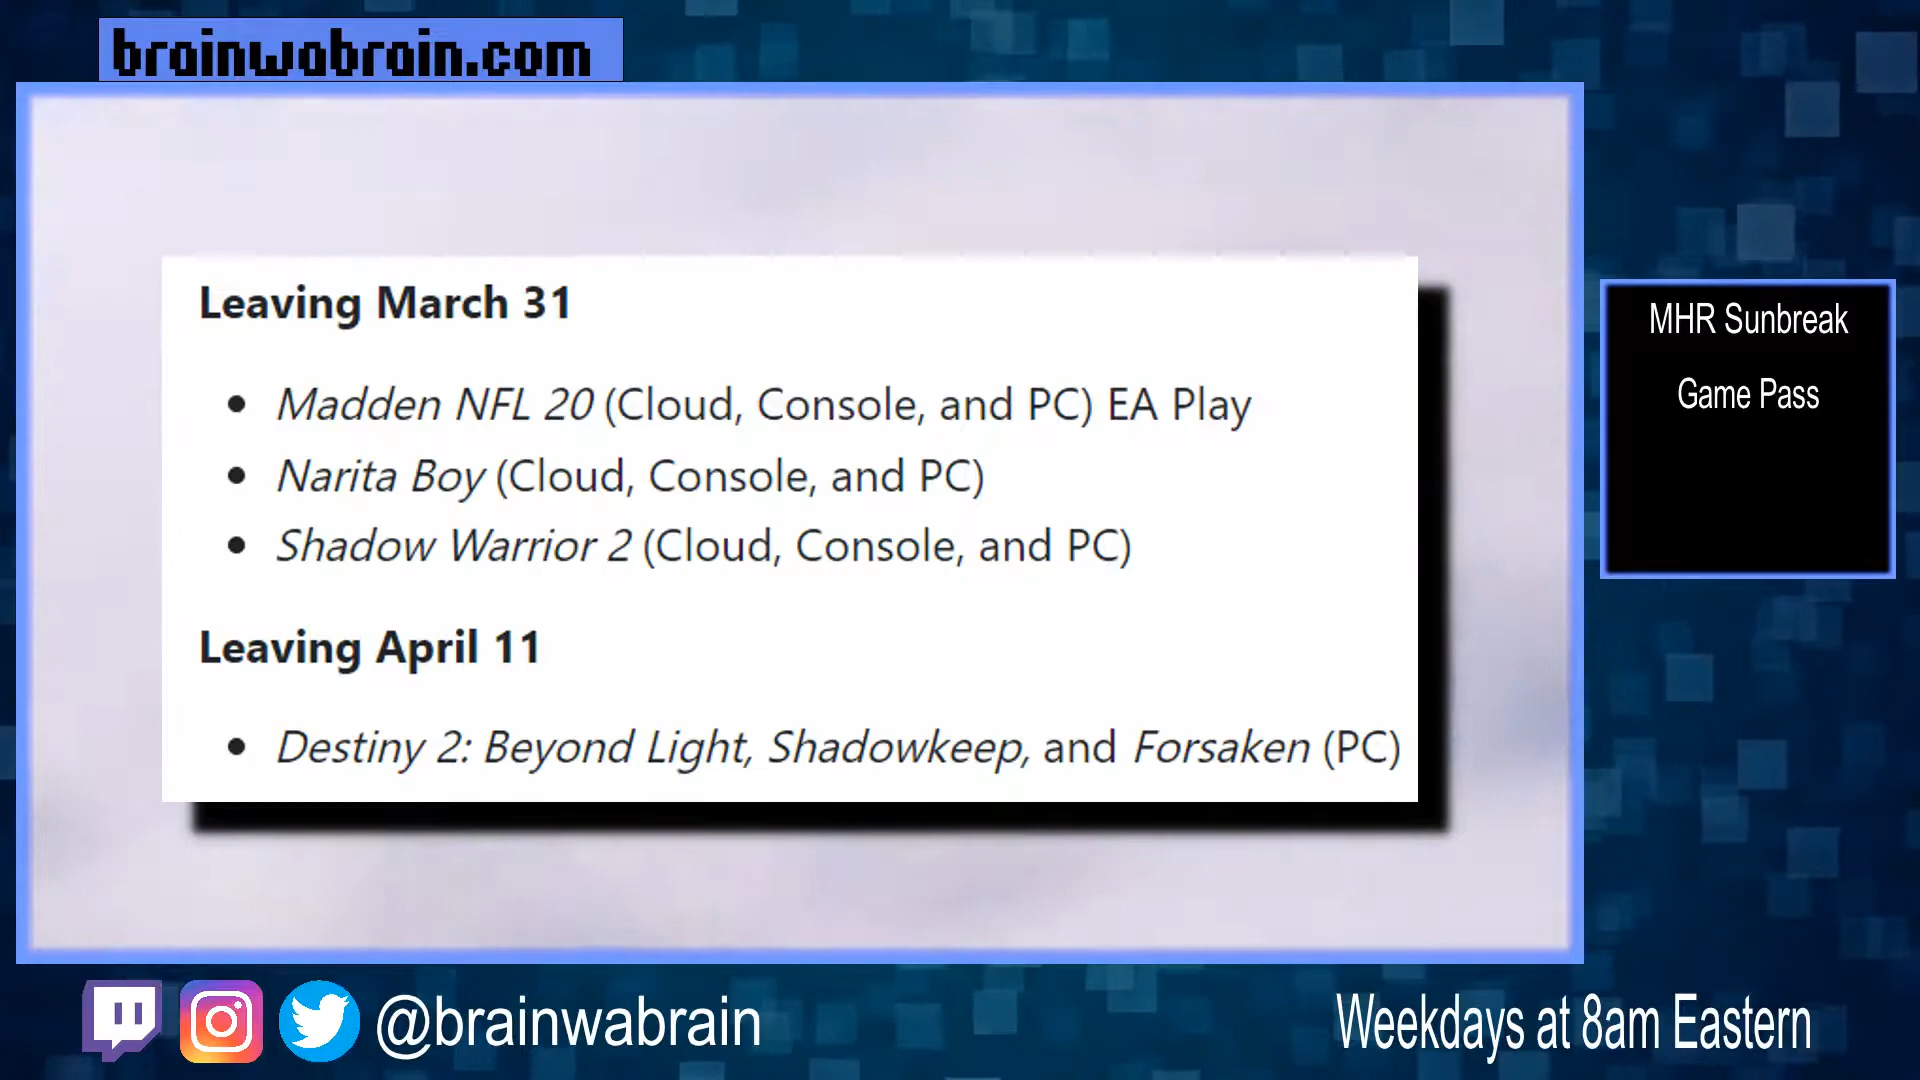 brainwabrain.com
Leaving March 31
• Madden NFL 20 (Cloud, Console, and PC) EA Play
• Narita Boy (Cloud, Console, and PC)
• Shadow Warrior 2 (Cloud, Console, and PC)
Leaving April 11
• Destiny 2: Beyond Light, Shadowkeep, and Forsaken (PC)
MHR Sunbreak
Game Pass
@brainwabrain
Weekdays at 8am Eastern